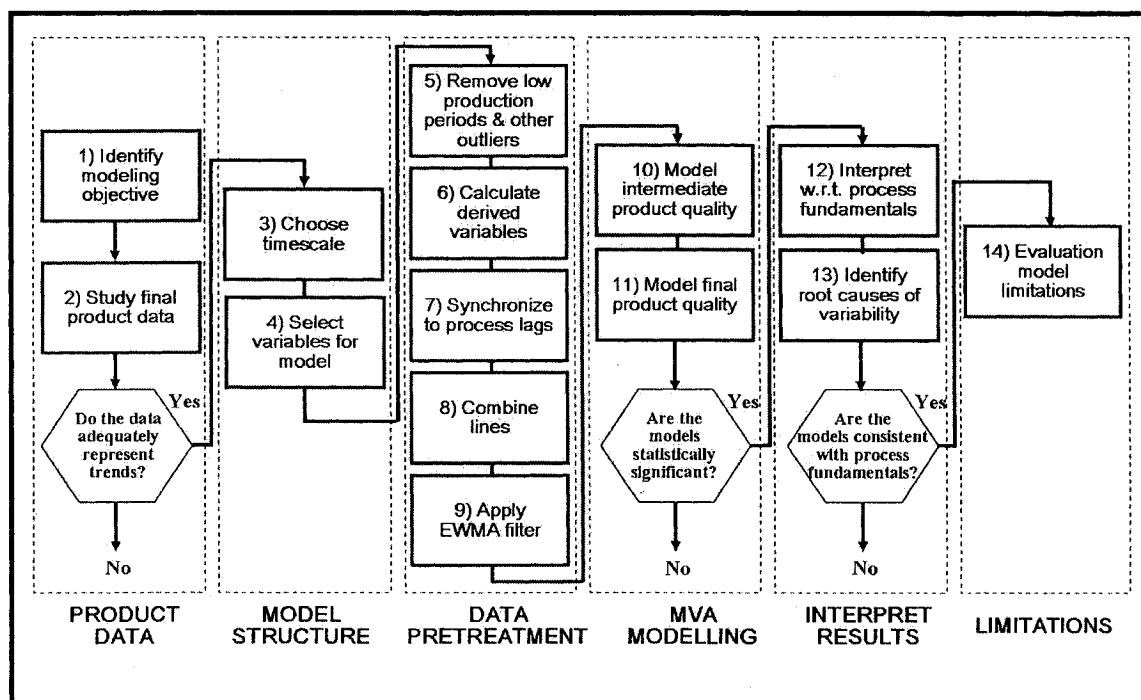 1) Identify
modeling
objective
2) Study final
product data
Do the data
adequately
represent
trends?
Yes
No
PRODUCT
DATA
3) Choose
timescale
4) Select
variables for
model
MODEL
STRUCTURE
5) Remove low
production
periods & other
outliers
6) Calculate
derived
variables
7) Synchronize
to process lags
8) Combine
lines
9) Apply
EWMA filter
DATA
PRETREATMENT
10) Model
intermediate
product quality
11) Model final
product quality
Are the
models
statistically
significant?
Yes
No
MVA
MODELLING
12) Interpret
w.r.t. process
fundamentals
13) Identify
root causes of
variability
Are the
models consistent
with process
fundamentals?
Yes
No
INTERPRET
RESULTS
14) Evaluation
model
limitations
LIMITATIONS